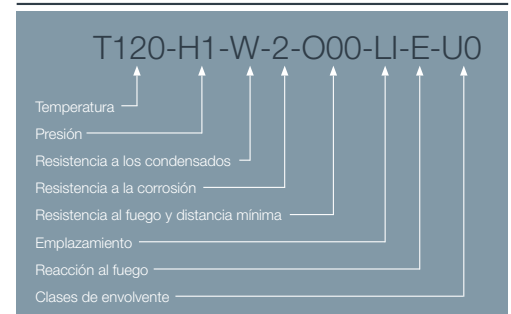 T120-H1-W-2-O00-LI-E-U0
Temperatura
Presión
Resistencia a los condensados
Resistencia a la corrosión
Resistencia al fuego y distancia mínima
Emplazamiento
Reacción al fuego
Clases de envolvente